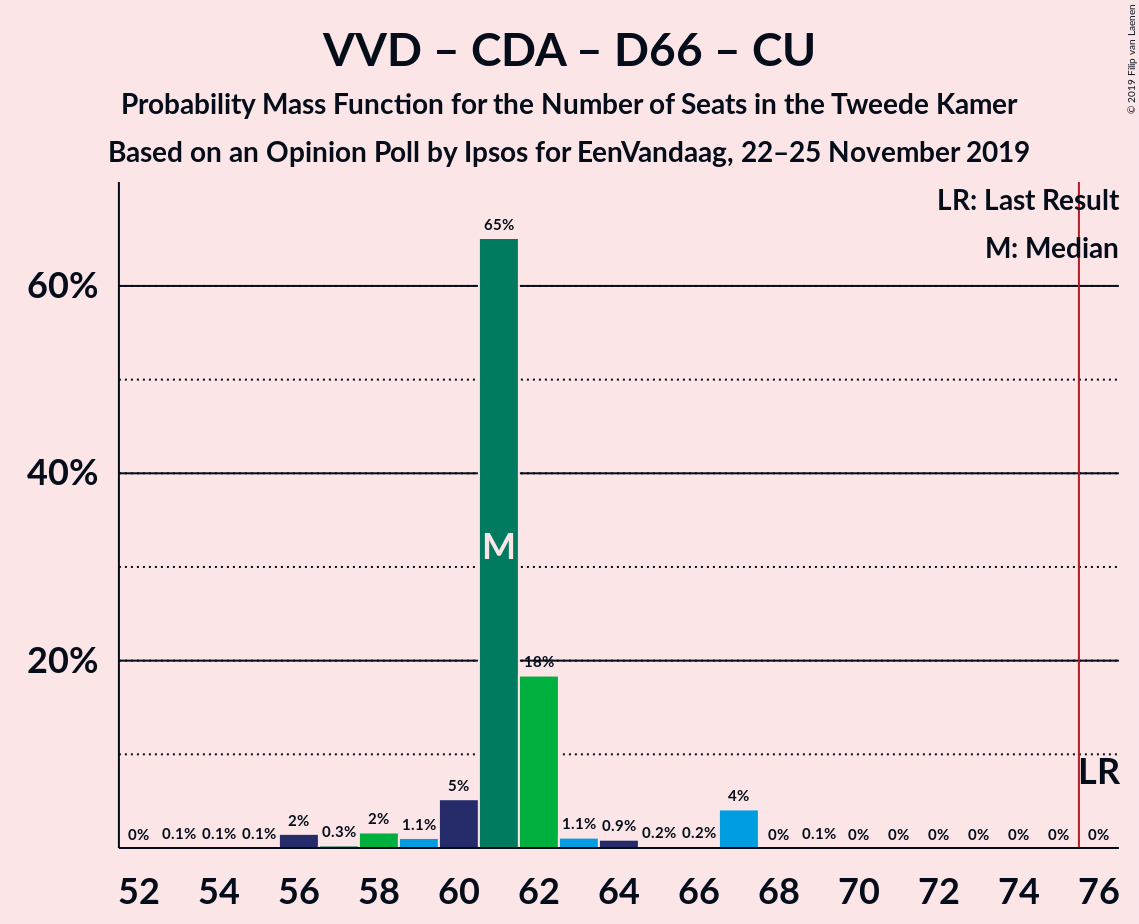 VVD – CDA – D66 – CU
Probability Mass Function for the Number of Seats in the Tweede Kamer
Based on an Opinion Poll by Ipsos for EenVandaag, 22–25 November 2019
© 2019 Filip van Laenen
LR: Last Result
M: Median
65%
60%
M
40%
20%
18%
LR
0% 0.1% 0.1% 0.1% 2% 0.3% 2% 1.1% 5% 1.1% 0.9% 0.2% 0.2% 4% 0% 0.1% 0% 0% 0% 0% 0% 0% 0%
52 54 56 58 60 62 64 66 68 70 72 74 76